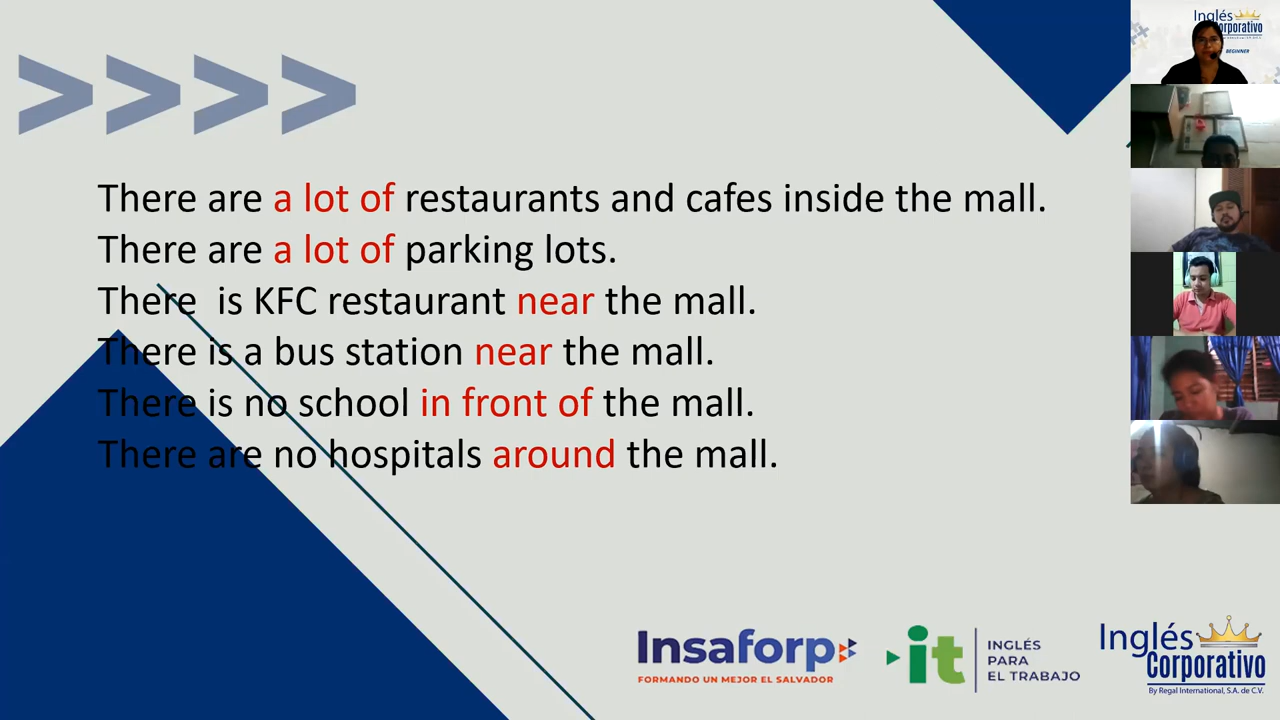 There are a lot of restaurants and cafes inside the mall.
There are a lot of parking lots.
There is KFC restaurant near the mall.
There is a bus station near the mall.
There is no school in front of the mall.
There are no hospitals around the mall.
Insaforp
FORMANDO UN MEJOR EL SALVADOR
it
INGLÉS
PARA
EL TRABAJO
Inglés
Corporativo
By Regal International, S.A. de C.V.
Inglés
Corporativo
BEGINNER